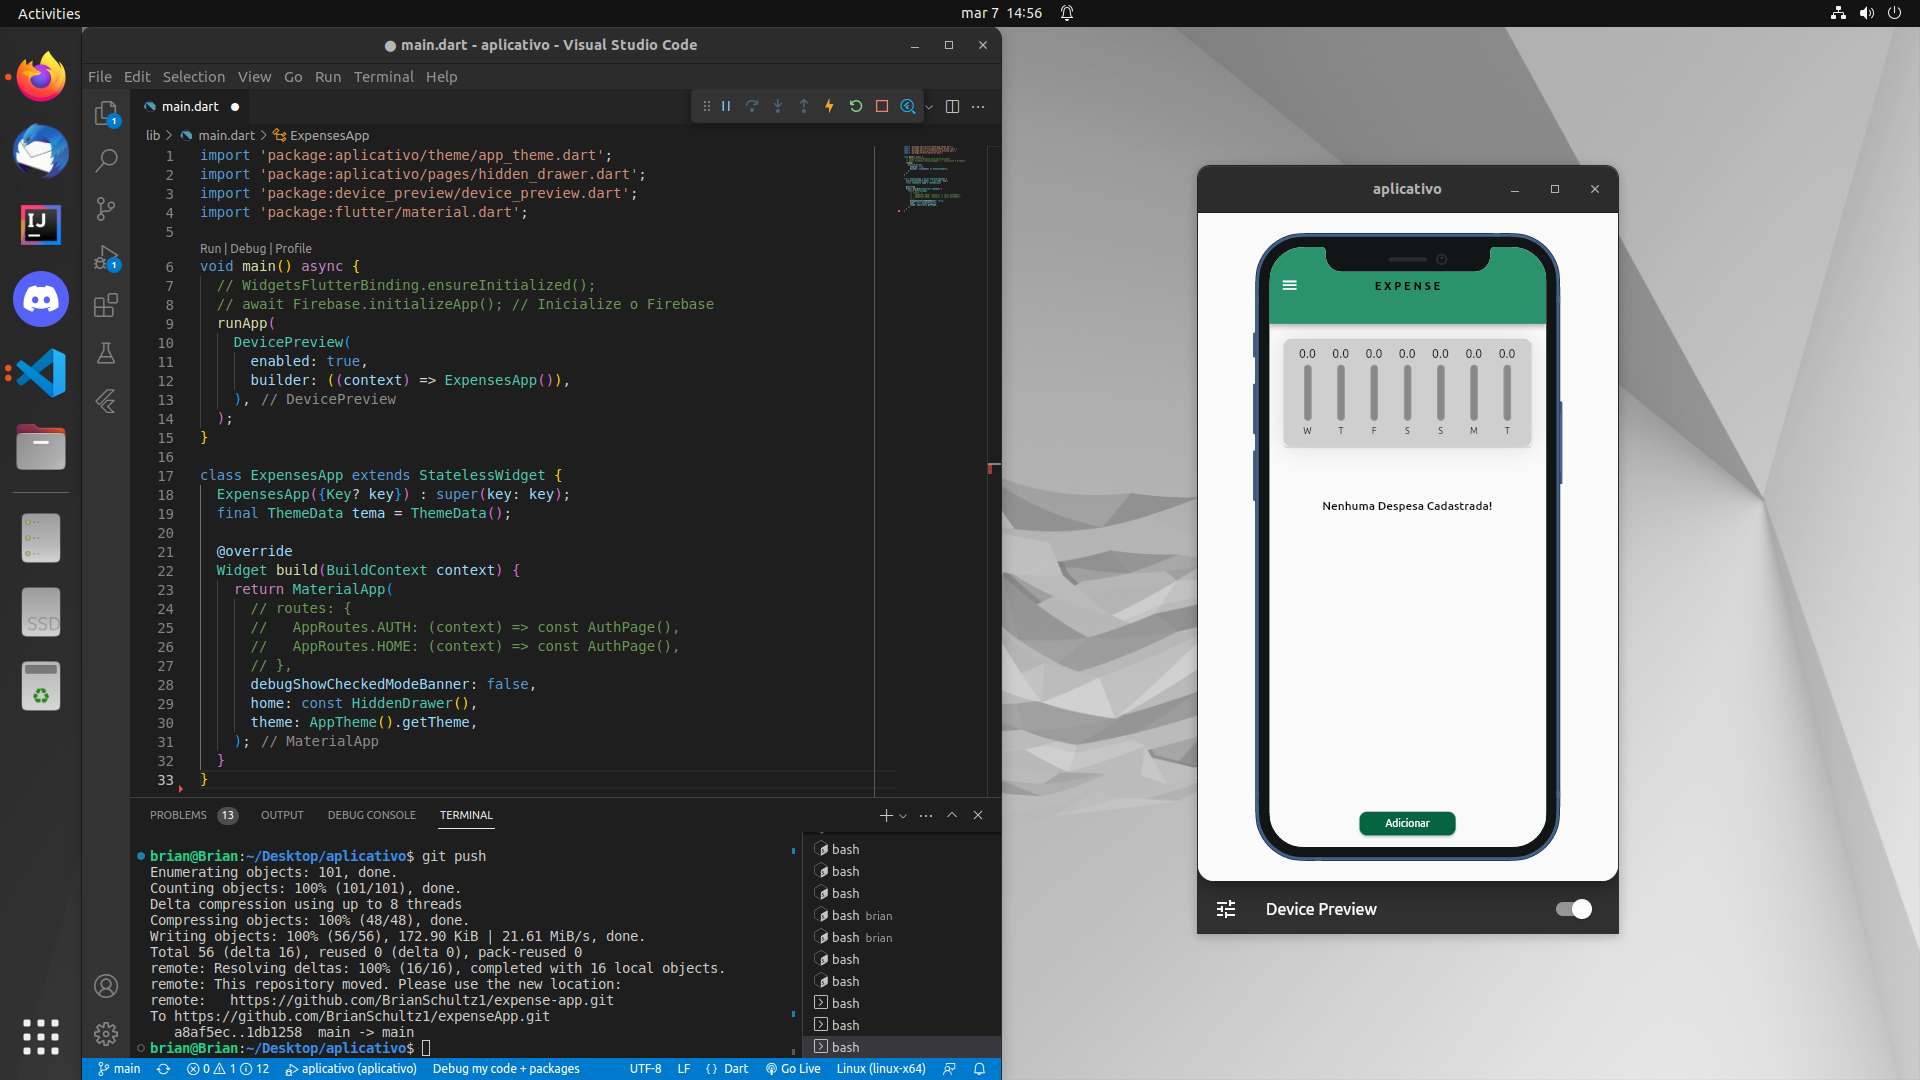 Activities
mar 7 14:56
● main.dart - aplicativo - Visual Studio Code
File Edit Selection View Go Run Terminal Help
main.dart
lib > main.dart > ExpensesApp
1 import 'package:aplicativo/theme/app_theme.dart';
2 import 'package:aplicativo/pages/hidden_drawer.dart';
3 import 'package:device_preview/device_preview.dart';
4 import 'package:flutter/material.dart';
5
Run | Debug | Profile
6 void main() async {
7 // WidgetsFlutterBinding.ensureInitialized();
8 // await Firebase.initializeApp(); // Inicialize o Firebase
9 runApp(
10 DevicePreview(
11 enabled: true,
12 builder: ((context) => ExpensesApp()),
13 ), // DevicePreview
14 );
15 }
16
17 class ExpensesApp extends StatelessWidget {
18 ExpensesApp({Key? key}) : super(key: key);
19 final ThemeData tema = ThemeData();
20
21 @override
22 Widget build(BuildContext context) {
23 return MaterialApp(
24 // routes: {
25 //   AppRoutes.AUTH: (context) => const AuthPage(),
26 //   AppRoutes.HOME: (context) => const AuthPage(),
27 // },
28 debugShowCheckedModeBanner: false,
29 home: const HiddenDrawer(),
30 theme: AppTheme().getTheme,
31 ); // MaterialApp
32 }
33 }
1
1
IJ
SSD
PROBLEMS 13 OUTPUT DEBUG CONSOLE TERMINAL
brian@Brian:~/Desktop/aplicativo$ git push
Enumerating objects: 101, done.
Counting objects: 100% (101/101), done.
Delta compression using up to 8 threads
Compressing objects: 100% (48/48), done.
Writing objects: 100% (56/56), 172.90 KiB | 21.61 MiB/s, done.
Total 56 (delta 16), reused 0 (delta 0), pack-reused 0
remote: Resolving deltas: 100% (16/16), completed with 16 local objects.
remote: This repository moved. Please use the new location:
remote:   https://github.com/BrianSchultz1/expense-app.git
To https://github.com/BrianSchultz1/expenseApp.git
   a8af5ec..1db1258  main -> main
brian@Brian:~/Desktop/aplicativo$
bash
bash
bash
bash brian
bash brian
bash
bash
bash
bash
bash
main 0 1 12 aplicativo (aplicativo) Debug my code + packages UTF-8 LF {} Dart Go Live Linux (linux-x64)
aplicativo
EXPENSE
0.0 0.0 0.0 0.0 0.0 0.0 0.0
W T F S S M T
Nenhuma Despesa Cadastrada!
Adicionar
Device Preview